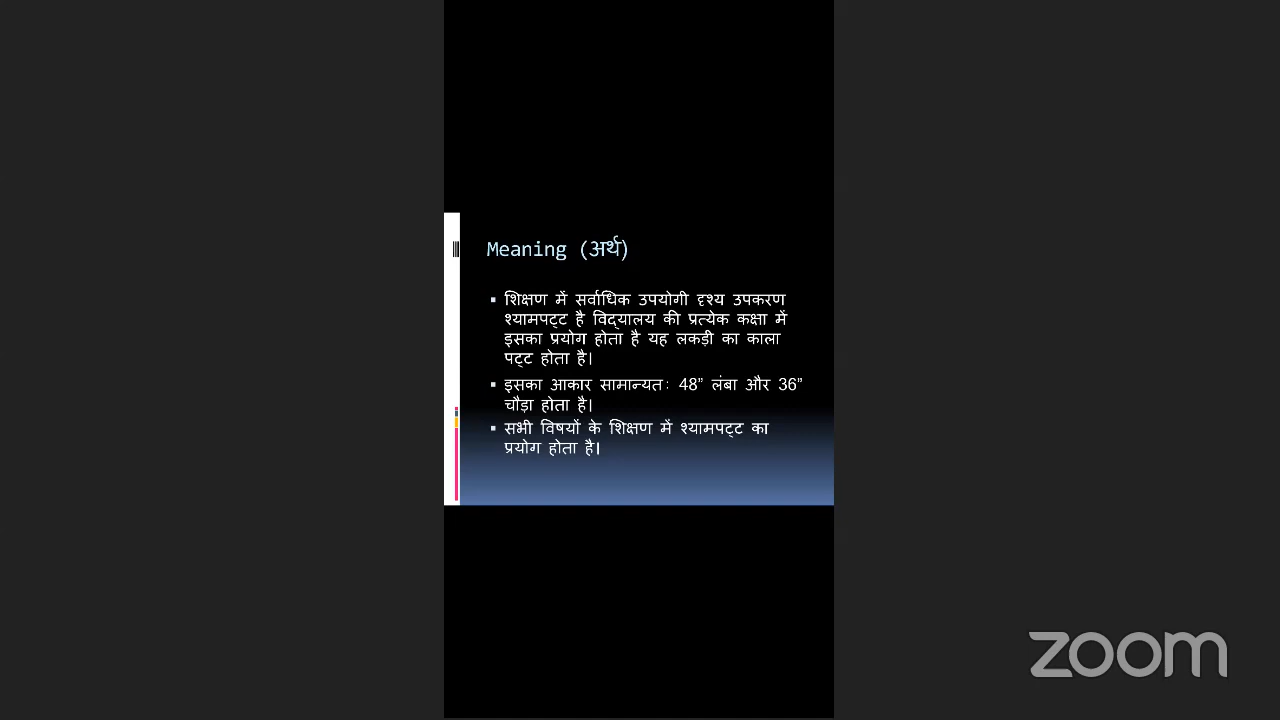 Meaning (अर्थ)
▪ शिक्षण में सर्वाधिक उपयोगी दृश्य उपकरण
श्यामपट्ट है विद्यालय की प्रत्येक कक्षा में
इसका प्रयोग होता है यह लकड़ी का काला
पट्ट होता है।
▪ इसका आकार सामान्यतः 48” लंबा और 36”
चौड़ा होता है।
▪ सभी विषयों के शिक्षण में श्यामपट्ट का
प्रयोग होता है।
zoom